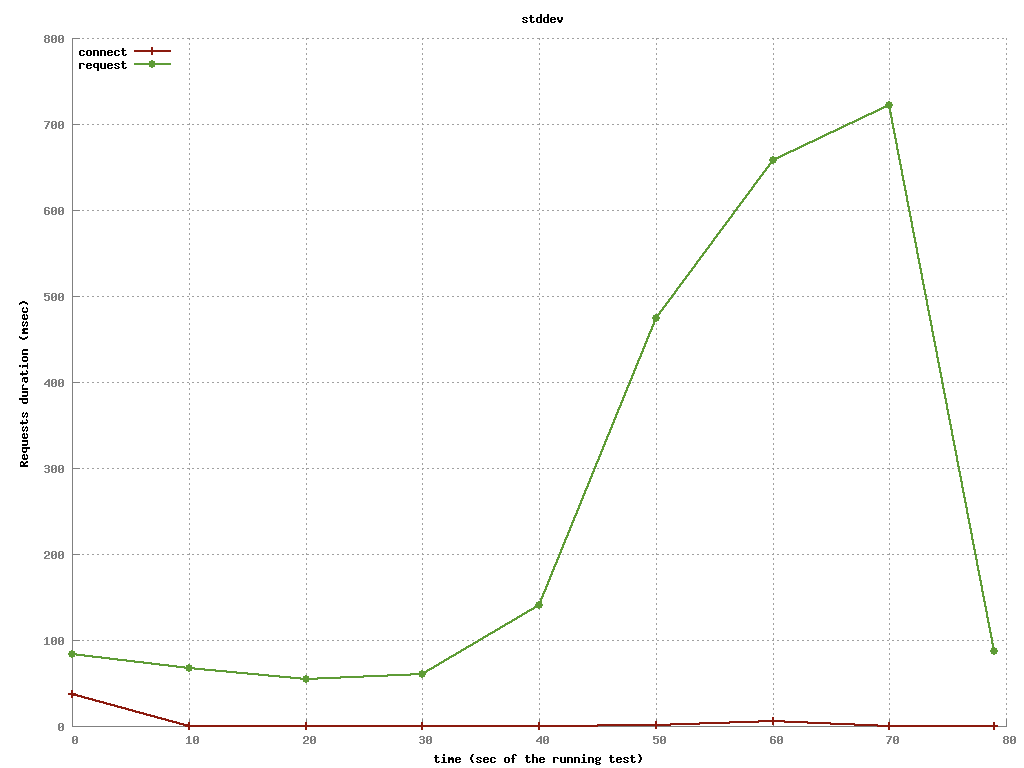 stddev
800
connect
request
700
600
500
400
300
200
100
0
Requests duration (msec)
0 10 20 30 40 50 60 70 80
time (sec of the running test)